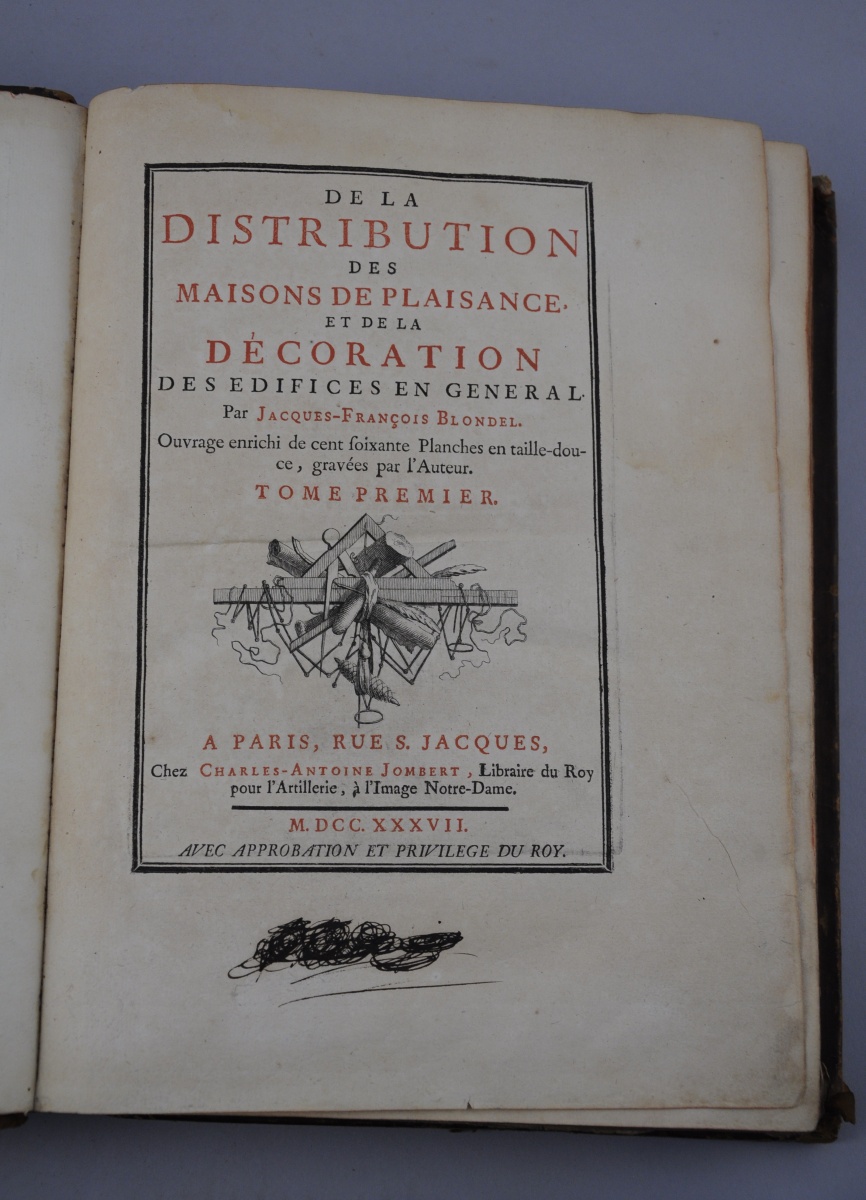 DE LA
DISTRIBUTION
DES
MAISONS DE PLAISANCE,
ET DE LA
DÉCORATION
DES EDIFICES EN GENERAL.
Par JACQUES-FRANÇOIS BLONDEL.
Ouvrage enrichi de cent ſoixante Planches en taille-dou-
ce, gravées par l'Auteur.
TOME PREMIER.
A PARIS, RUE S. JACQUES,
Chez CHARLES-ANTOINE JOMBERT, Libraire du Roy
pour l'Artillerie, à l'Image Notre-Dame.
M. DCC. XXXVII.
AVEC APPROBATION ET PRIVILEGE DU ROY.